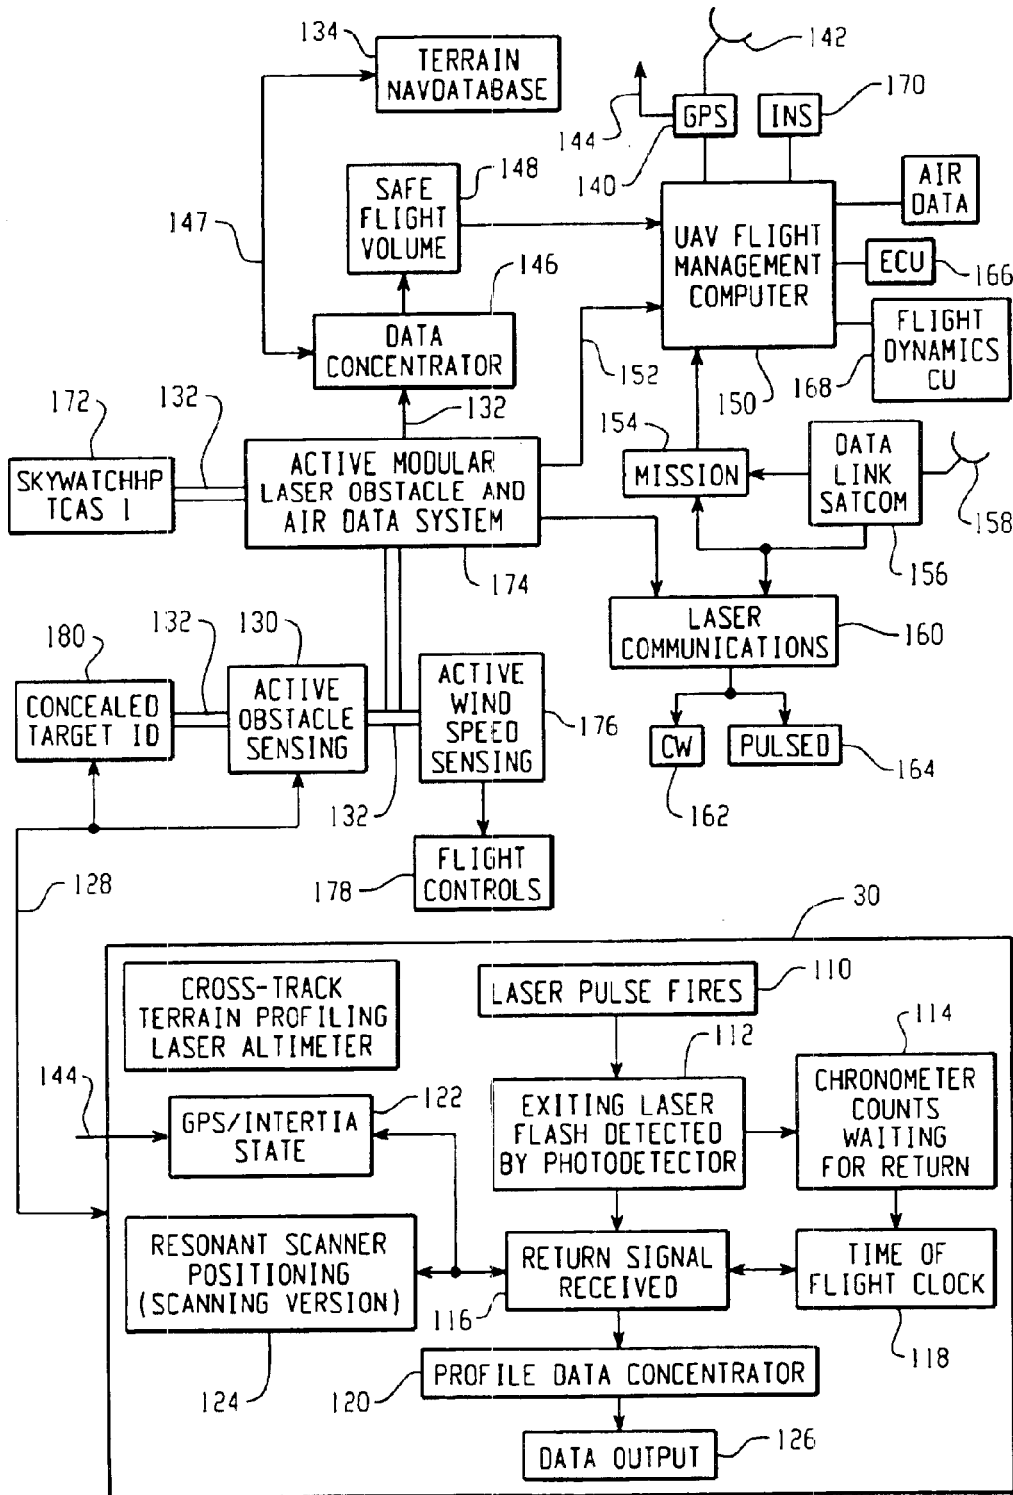 134
TERRAIN
NAVDATABASE
142
144
GPS
140
INS
170
147
SAFE
FLIGHT
VOLUME
148
146
DATA
CONCENTRATOR
UAV FLIGHT
MANAGEMENT
COMPUTER
AIR
DATA
ECU
166
FLIGHT
DYNAMICS
CU
168
150
152
132
172
132
SKYWATCHHP
TCAS I
ACTIVE MODULAR
LASER OBSTACLE AND
AIR DATA SYSTEM
174
154
MISSION
DATA
LINK
SATCOM
158
156
LASER
COMMUNICATIONS
160
CW
162
PULSED
164
180
132
130
CONCEALED
TARGET ID
ACTIVE
OBSTACLE
SENSING
ACTIVE
WIND
SPEED
SENSING
176
132
128
178
FLIGHT
CONTROLS
30
CROSS-TRACK
TERRAIN PROFILING
LASER ALTIMETER
LASER PULSE FIRES
110
112
114
144
GPS/INTERTIA
STATE
122
EXITING LASER
FLASH DETECTED
BY PHOTODETECTOR
CHRONOMETER
COUNTS
WAITING
FOR RETURN
RESONANT SCANNER
POSITIONING
(SCANNING VERSION)
124
RETURN SIGNAL
RECEIVED
116
TIME OF
FLIGHT CLOCK
118
PROFILE DATA CONCENTRATOR
120
DATA OUTPUT
126